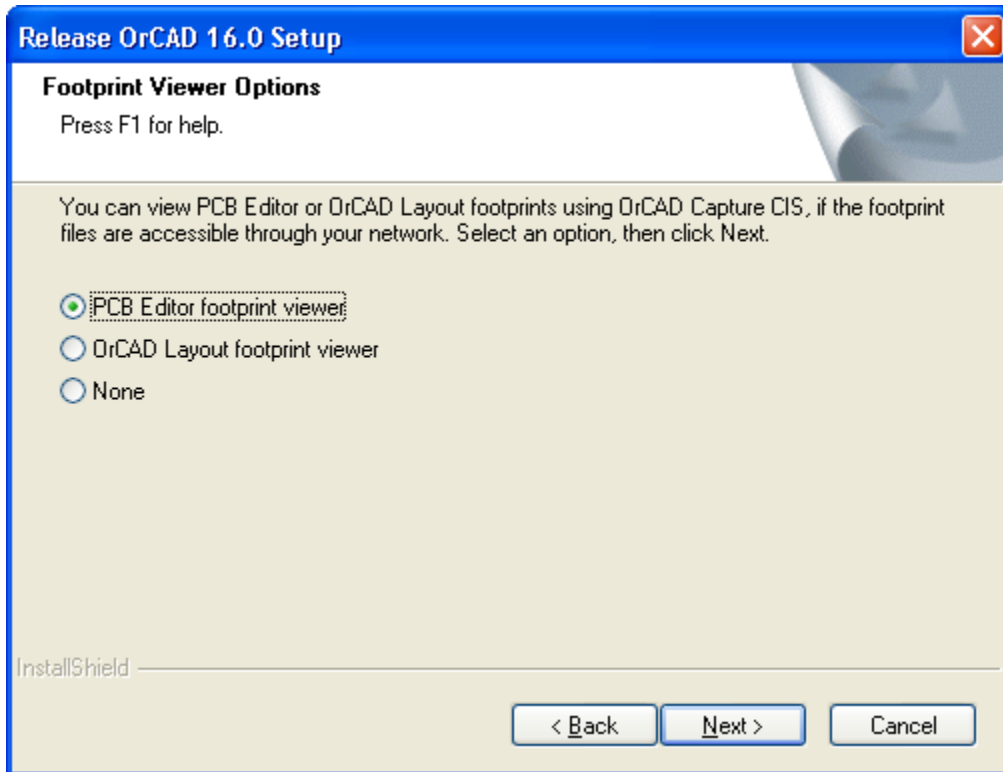 Release OrCAD 16.0 Setup
Footprint Viewer Options
Press F1 for help.
You can view PCB Editor or OrCAD Layout footprints using OrCAD Capture CIS, if the footprint
files are accessible through your network. Select an option, then click Next.
PCB Editor footprint viewer
OrCAD Layout footprint viewer
None
InstallShield
< Back
Next >
Cancel